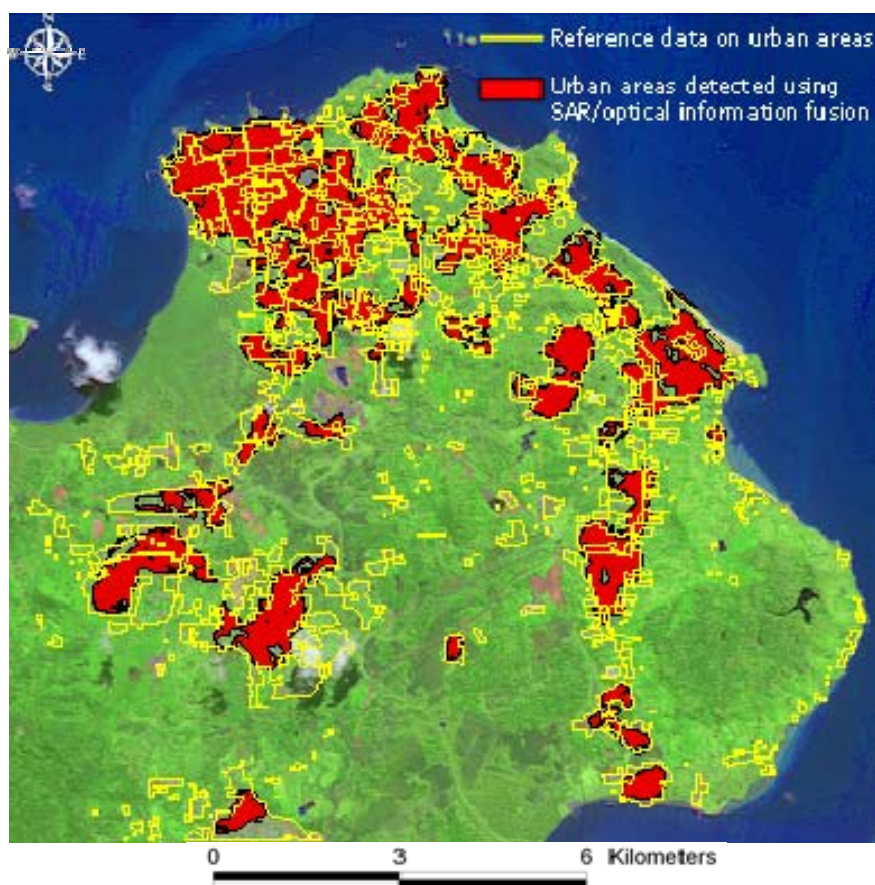 Reference data on urban areas
Urban areas detected using
SAR/optical information fusion
0 3 6 Kilometers